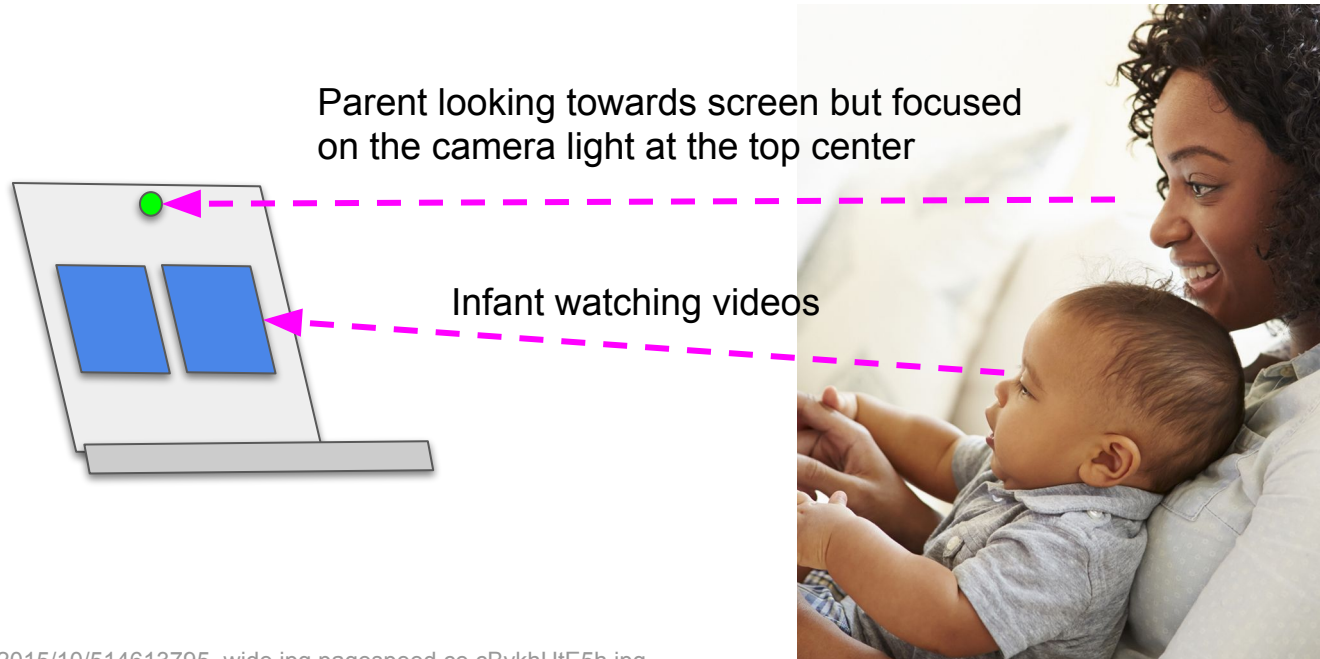 Parent looking towards screen but focused
on the camera light at the top center
Infant watching videos